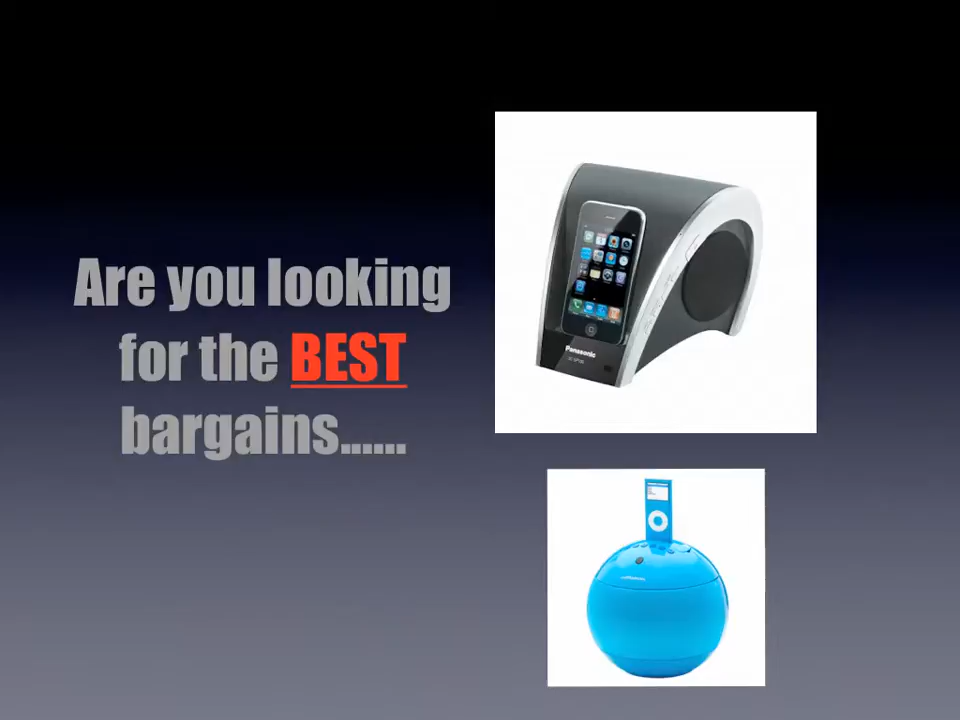 Are you looking
for the BEST
bargains......
Panasonic